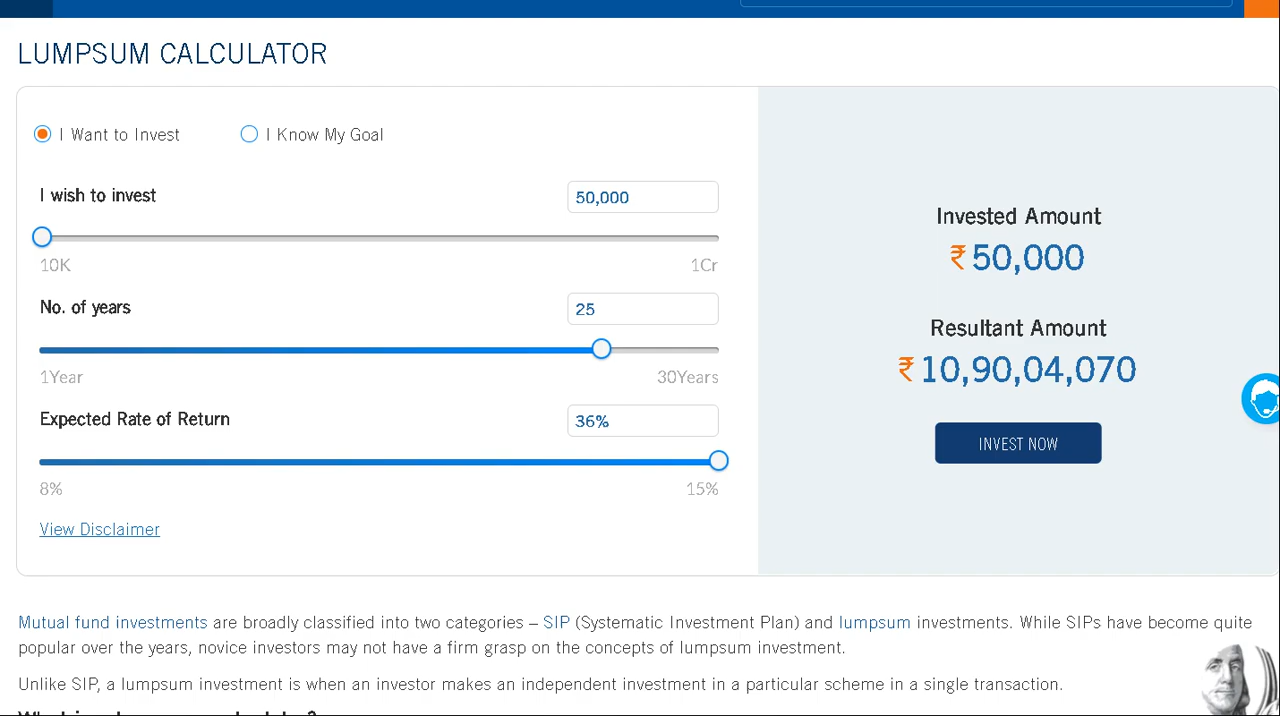 LUMPSUM CALCULATOR
I Want to Invest I Know My Goal
I wish to invest 50,000
10K 1Cr
No. of years 25
1Year 30Years
Expected Rate of Return 36%
8% 15%
View Disclaimer
Invested Amount
₹50,000
Resultant Amount
₹10,90,04,070
INVEST NOW
Mutual fund investments are broadly classified into two categories – SIP (Systematic Investment Plan) and lumpsum investments. While SIPs have become quite
popular over the years, novice investors may not have a firm grasp on the concepts of lumpsum investment.
Unlike SIP, a lumpsum investment is when an investor makes an independent investment in a particular scheme in a single transaction.